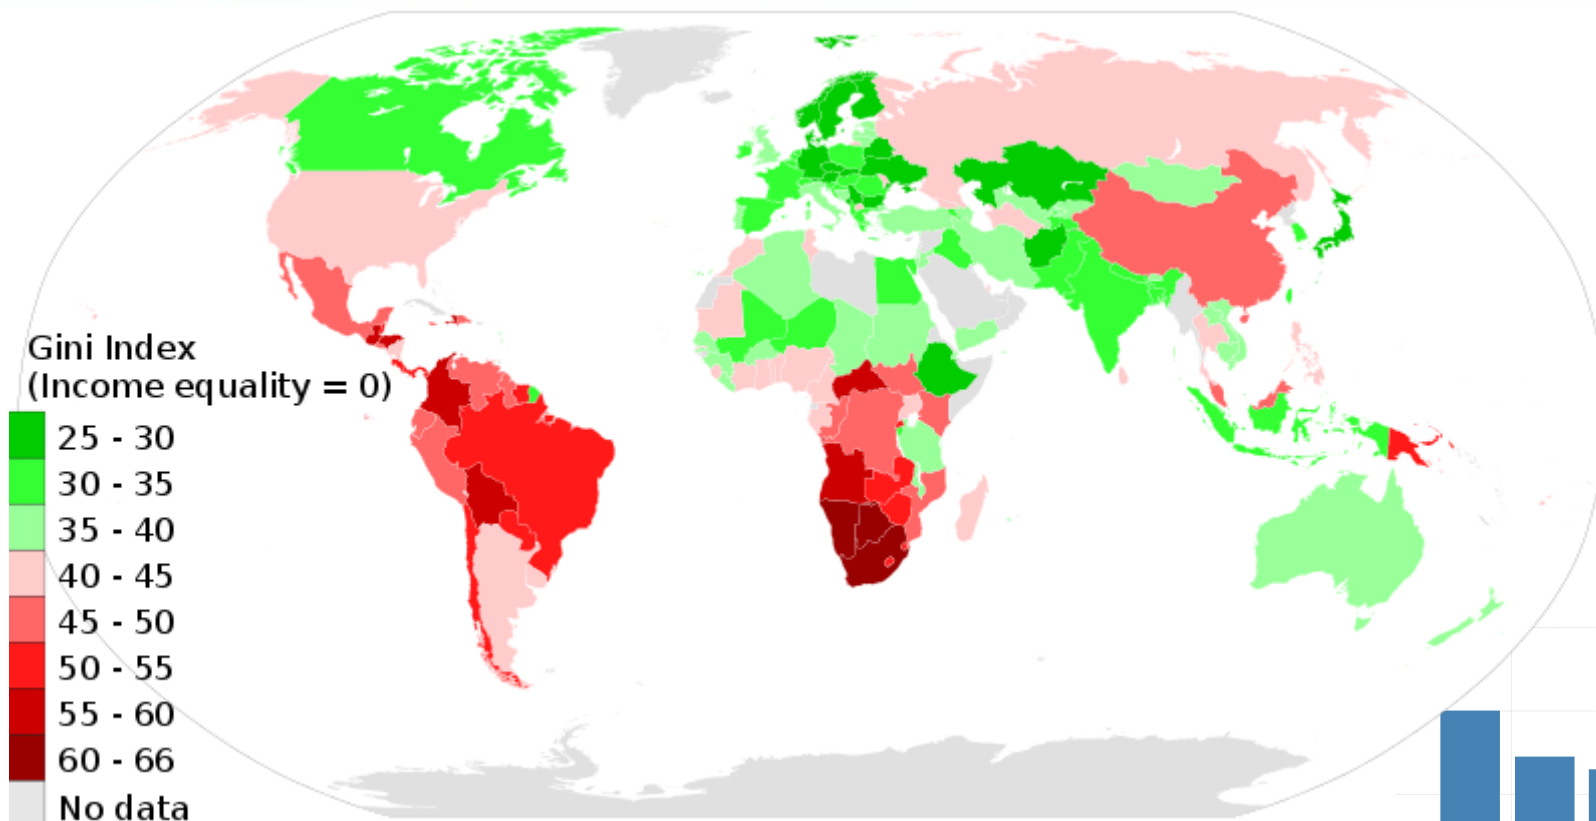 Gini Index
(Income equality = 0)
25 - 30
30 - 35
35 - 40
40 - 45
45 - 50
50 - 55
55 - 60
60 - 66
No data